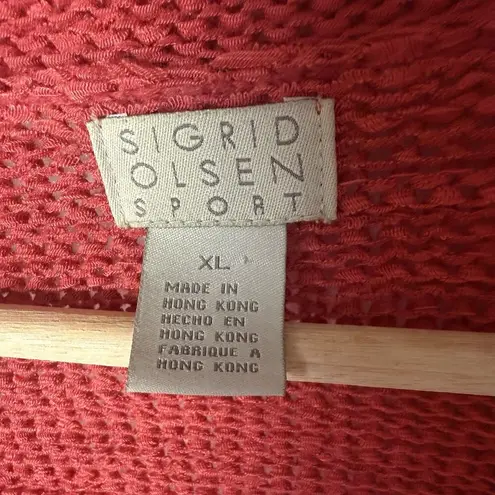 SIGRID
OLSEN
SPORT
XL
MADE IN
HONG KONG
HECHO EN
HONG KONG
FABRIQUE A
HONG KONG